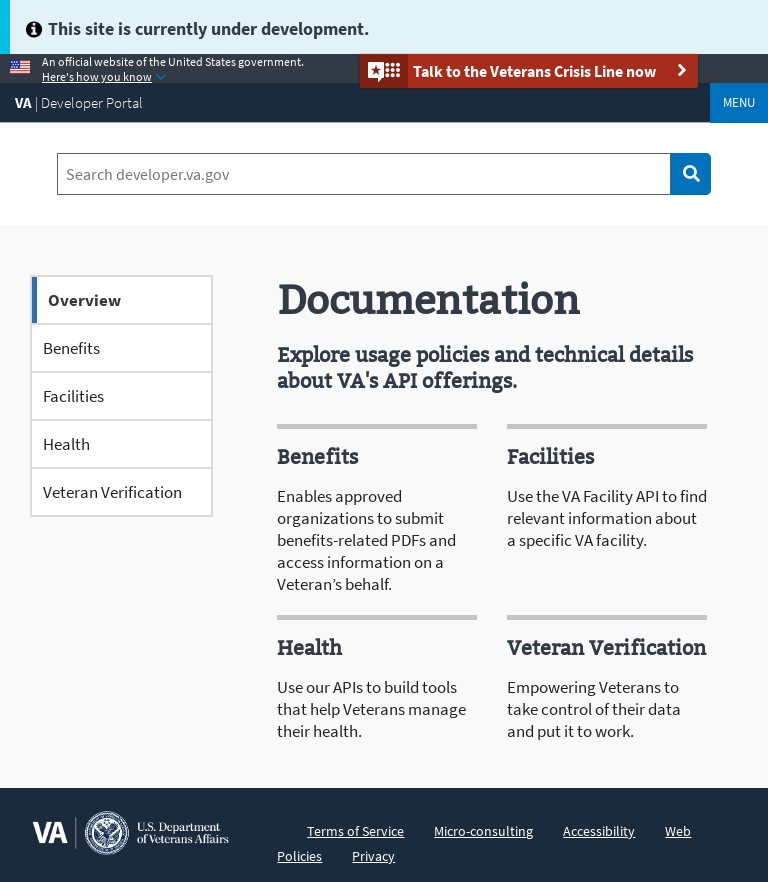 This site is currently under development.
An official website of the United States government.
Here's how you know
Talk to the Veterans Crisis Line now
VA | Developer Portal
MENU
Search developer.va.gov
Overview
Benefits
Facilities
Health
Veteran Verification
Documentation
Explore usage policies and technical details
about VA's API offerings.
Benefits
Enables approved
organizations to submit
benefits-related PDFs and
access information on a
Veteran’s behalf.
Facilities
Use the VA Facility API to find
relevant information about
a specific VA facility.
Health
Use our APIs to build tools
that help Veterans manage
their health.
Veteran Verification
Empowering Veterans to
take control of their data
and put it to work.
VA
U.S. Department
of Veterans Affairs
Terms of Service Micro-consulting Accessibility Web
Policies Privacy